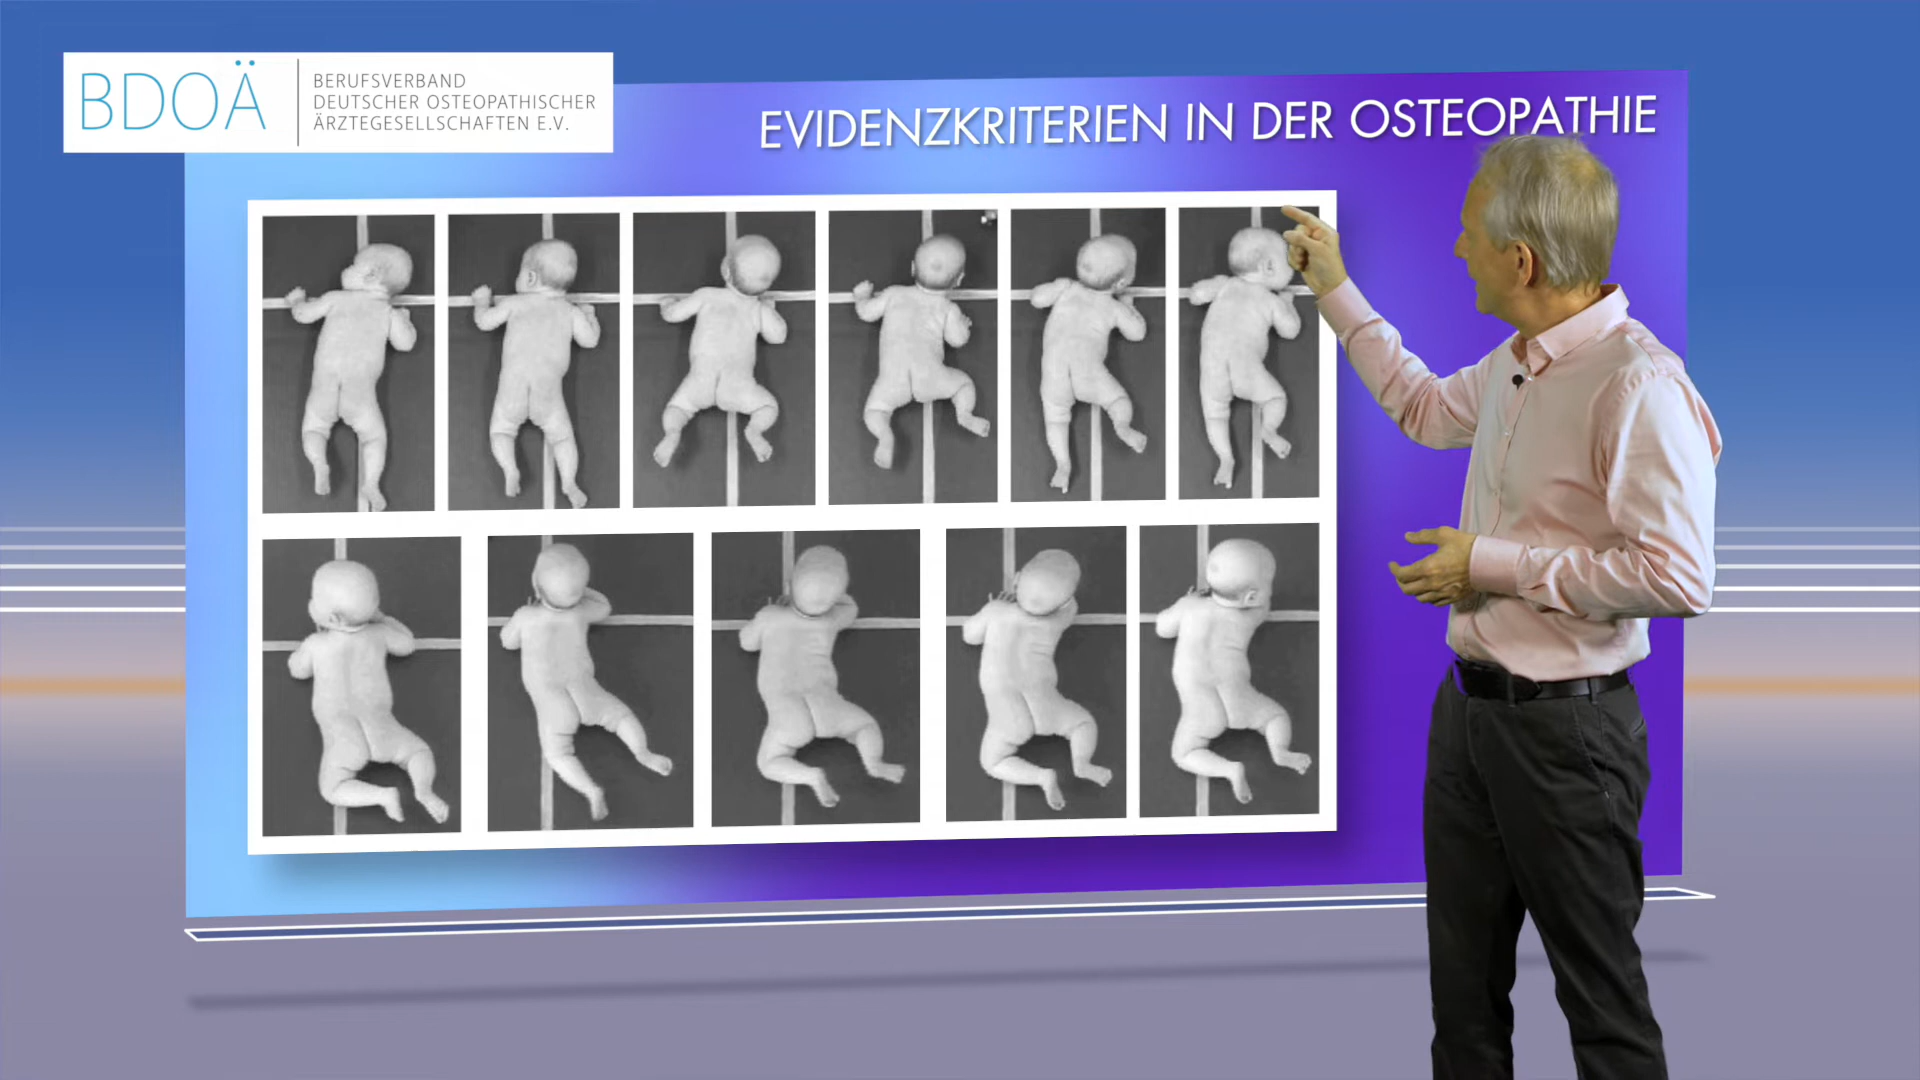 BDOÄ
BERUFSVERBAND
DEUTSCHER OSTEOPATHISCHER
ÄRZTEGESELLSCHAFTEN E.V.
EVIDENZKRITERIEN IN DER OSTEOPATHIE